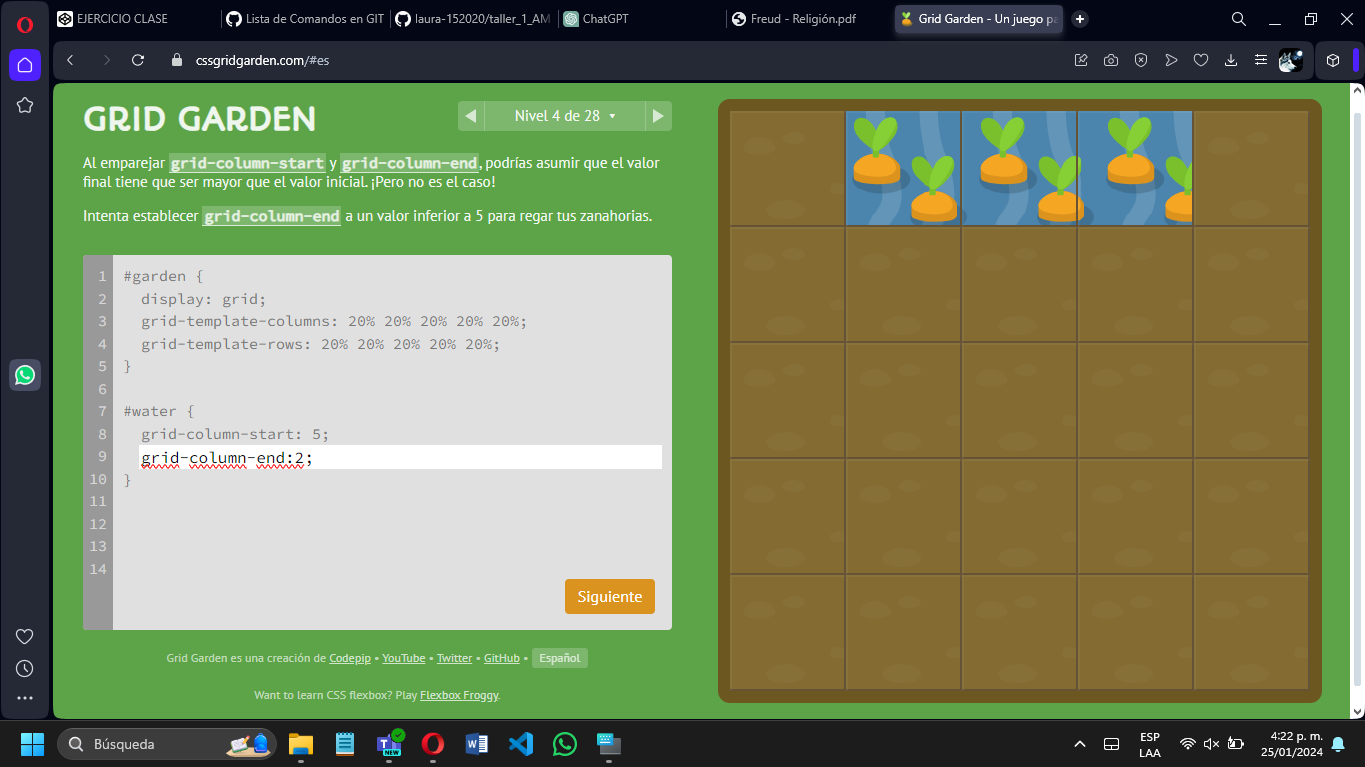 EJERCICIO CLASE
Lista de Comandos en GIT
laura-152020/taller_1_AM
ChatGPT
Freud - Religión.pdf
Grid Garden - Un juego pa
cssgridgarden.com/#es
GRID GARDEN
Nivel 4 de 28
Al emparejar grid-column-start y grid-column-end, podrías asumir que el valor
final tiene que ser mayor que el valor inicial. ¡Pero no es el caso!
Intenta establecer grid-column-end a un valor inferior a 5 para regar tus zanahorias.
1 #garden {
2 display: grid;
3 grid-template-columns: 20% 20% 20% 20% 20%;
4 grid-template-rows: 20% 20% 20% 20% 20%;
5 }
6
7 #water {
8 grid-column-start: 5;
9 grid-column-end:2;
10 }
11
12
13
14
Siguiente
Grid Garden es una creación de Codepip • YouTube • Twitter • GitHub • Español
Want to learn CSS flexbox? Play Flexbox Froggy.
Búsqueda
NEW
ESP
LAA
4:22 p. m.
25/01/2024